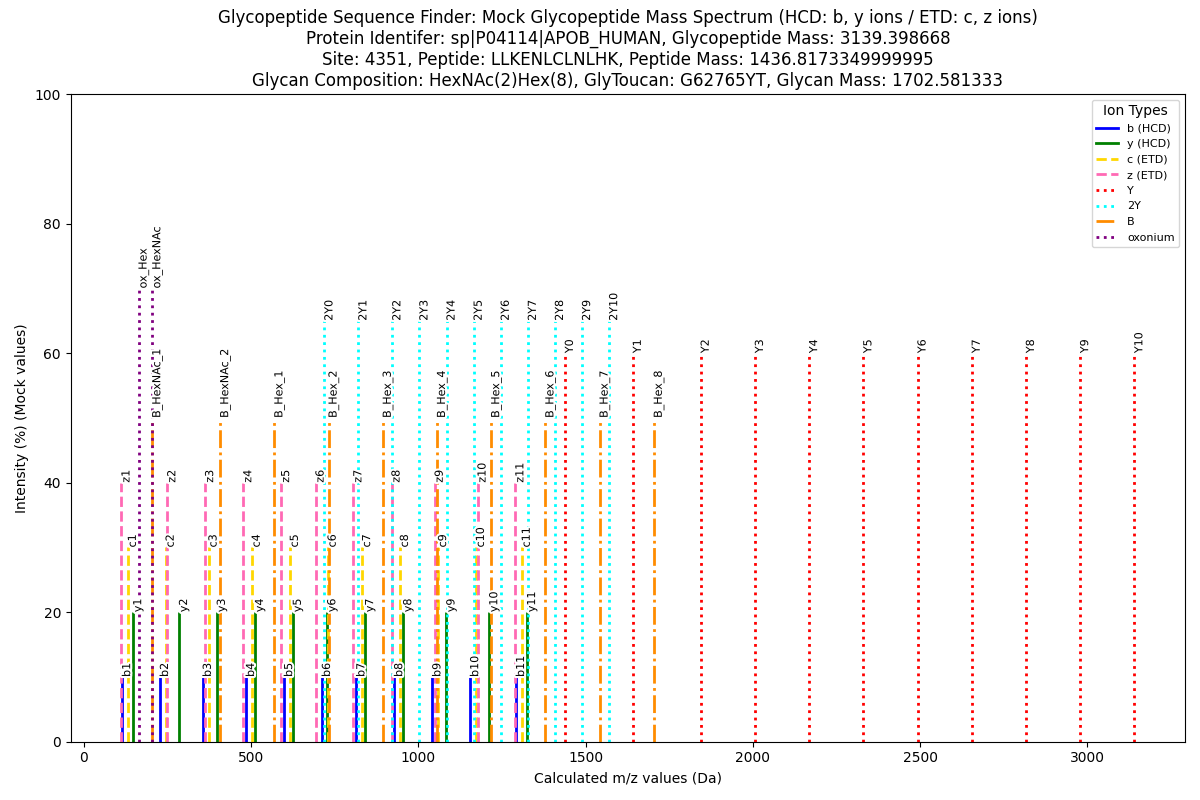 Glycopeptide Sequence Finder: Mock Glycopeptide Mass Spectrum (HCD: b, y ions / ETD: c, z ions)
Protein Identifer: sp|P04114|APOB_HUMAN, Glycopeptide Mass: 3139.398668
Site: 4351, Peptide: LLKENLCLNLHK, Peptide Mass: 1436.8173349999995
Glycan Composition: HexNAc(2)Hex(8), GlyToucan: G62765YT, Glycan Mass: 1702.581333
100
80
60
40
20
0
Intensity (%) (Mock values)
Ion Types
b (HCD)
y (HCD)
c (ETD)
z (ETD)
Y
2Y
B
oxonium
ox_Hex
ox_HexNAc
2Y0
2Y1
2Y2
2Y3
2Y4
2Y5
2Y6
2Y7
2Y8
2Y9
2Y10
Y0
Y1
Y2
Y3
Y4
Y5
Y6
Y7
Y8
Y9
Y10
B_HexNAc_1
B_HexNAc_2
B_Hex_1
B_Hex_2
B_Hex_3
B_Hex_4
B_Hex_5
B_Hex_6
B_Hex_7
B_Hex_8
z1
z2
z3
z4
z5
z6
z7
z8
z9
z10
z11
c1
c2
c3
c4
c5
c6
c7
c8
c9
c10
c11
y1
y2
y3
y4
y5
y6
y7
y8
y9
y10
y11
b1
b2
b3
b4
b5
b6
b7
b8
b9
b10
b11
0
500
1000
1500
2000
2500
3000
Calculated m/z values (Da)